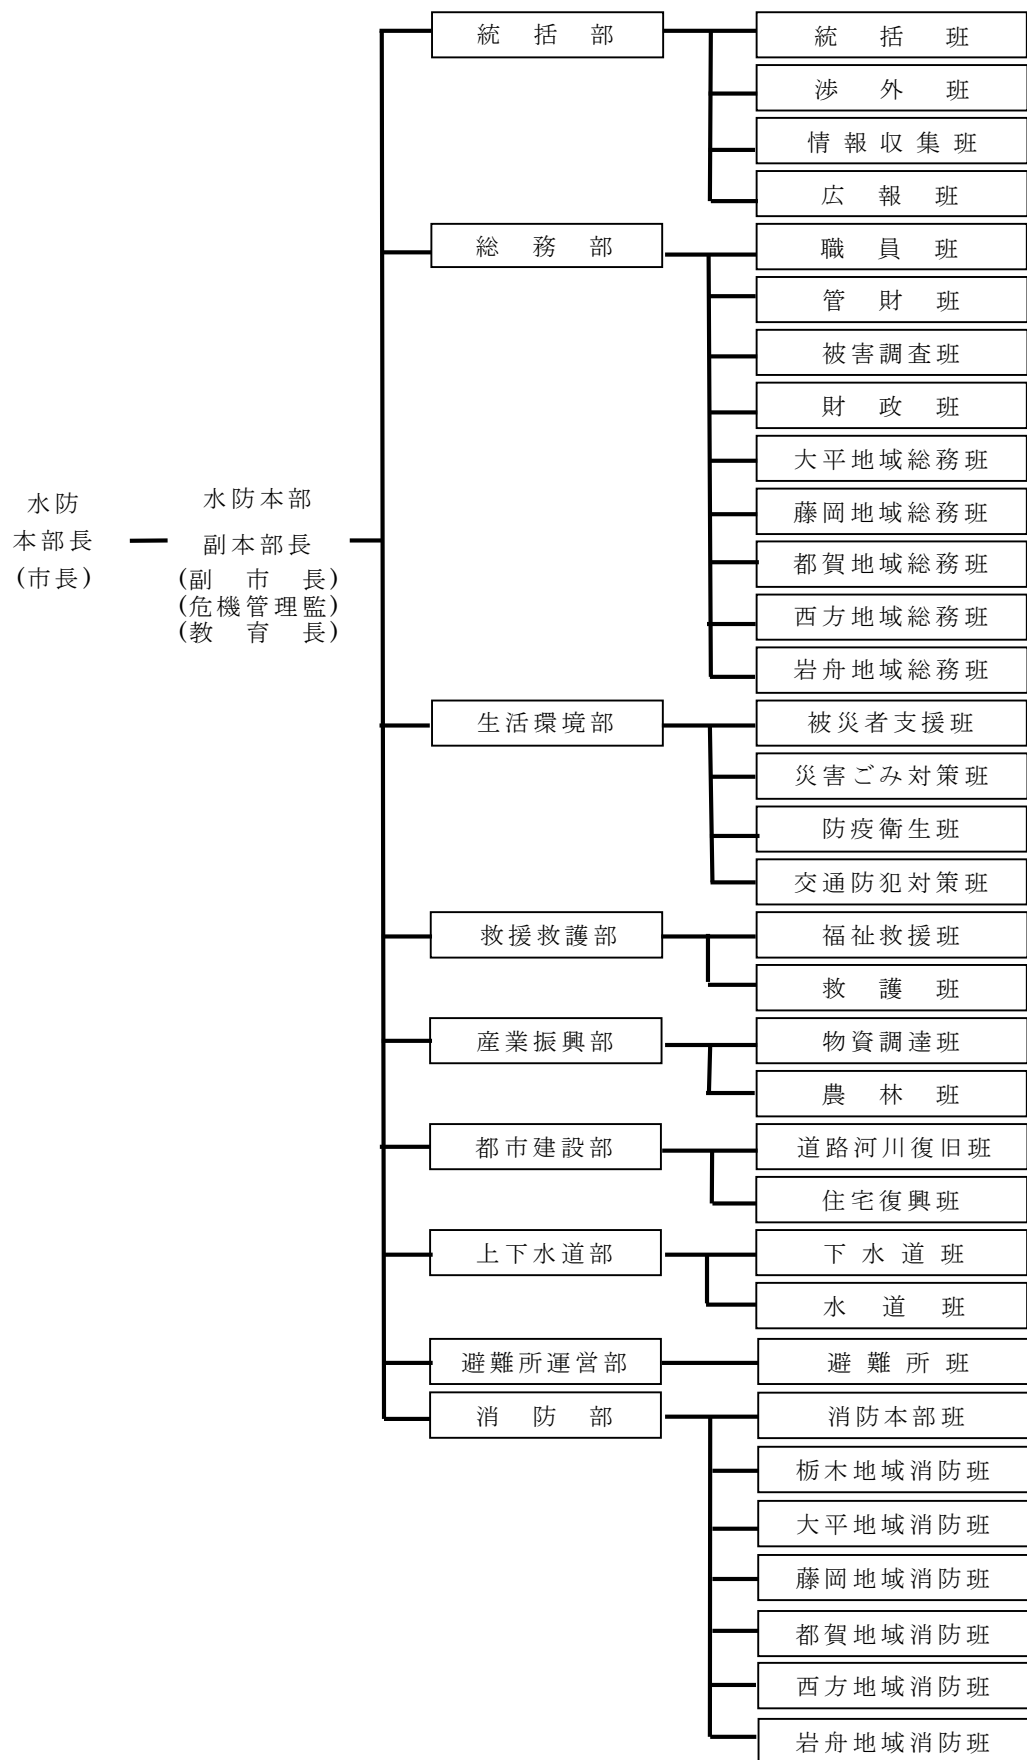 水防
本部長
(市長)
水防本部
副本部長
(副　市　長)
(危機管理監)
(教　育　長)
統　括　部
統　括　班
渉　外　班
情報収集班
広　報　班
総　務　部
職　員　班
管　財　班
被害調査班
財　政　班
大平地域総務班
藤岡地域総務班
都賀地域総務班
西方地域総務班
岩舟地域総務班
生活環境部
被災者支援班
災害ごみ対策班
防疫衛生班
交通防犯対策班
救援救護部
福祉救援班
救　護　班
産業振興部
物資調達班
農　林　班
都市建設部
道路河川復旧班
住宅復興班
上下水道部
下水道班
水　道　班
避難所運営部
避難所班
消　防　部
消防本部班
栃木地域消防班
大平地域消防班
藤岡地域消防班
都賀地域消防班
西方地域消防班
岩舟地域消防班